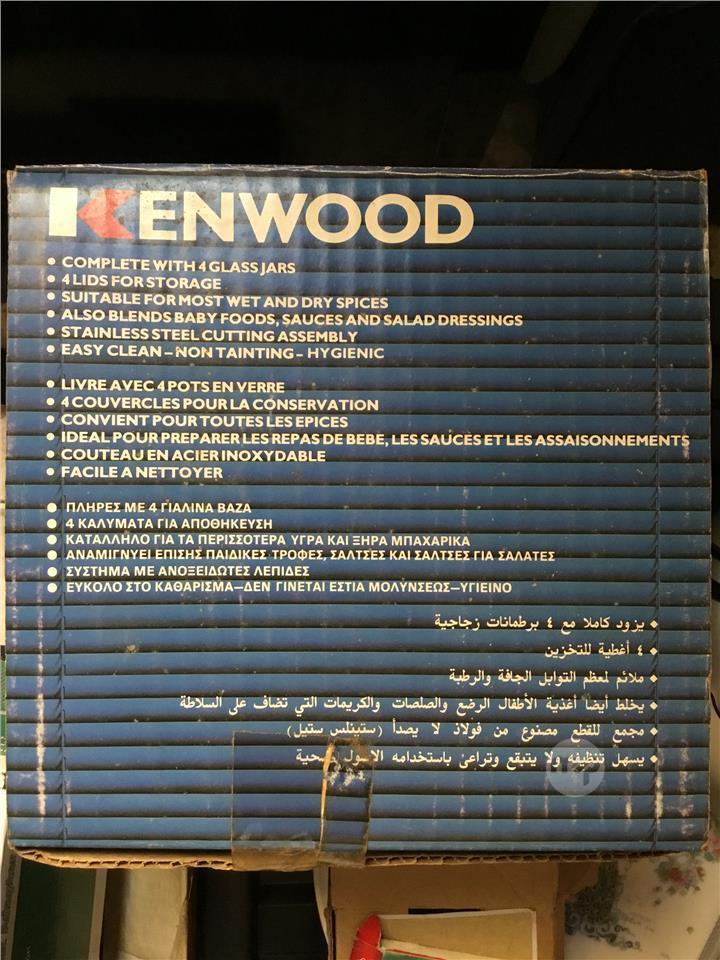 KENWOOD
• COMPLETE WITH 4 GLASS JARS
• 4 LIDS FOR STORAGE
• SUITABLE FOR MOST WET AND DRY SPICES
• ALSO BLENDS BABY FOODS, SAUCES AND SALAD DRESSINGS
• STAINLESS STEEL CUTTING ASSEMBLY
• EASY CLEAN – NON TAINTING – HYGIENIC
• LIVRE AVEC 4 POTS EN VERRE
• 4 COUVERCLES POUR LA CONSERVATION
• CONVIENT POUR TOUTES LES EPICES
• IDEAL POUR PREPARER LES REPAS DE BEBE, LES SAUCES ET LES ASSAISONNEMENTS
• COUTEAU EN ACIER INOXYDABLE
• FACILE A NETTOYER
• ΠΛΗΡΕΣ ΜΕ 4 ΓΙΑΛΙΝΑ ΒΑΖΑ
• 4 ΚΑΛΥΜΑΤΑ ΓΙΑ ΑΠΟΘΗΚΕΥΣΗ
• ΚΑΤΑΛΛΗΛΟ ΓΙΑ ΤΑ ΠΕΡΙΣΣΟΤΕΡΑ ΥΓΡΑ ΚΑΙ ΞΗΡΑ ΜΠΑΧΑΡΙΚΑ
• ΑΝΑΜΙΓΝΥΕΙ ΕΠΙΣΗΣ ΠΑΙΔΙΚΕΣ ΤΡΟΦΕΣ, ΣΑΛΤΣΕΣ ΚΑΙ ΣΑΛΤΣΕΣ ΓΙΑ ΣΑΛΑΤΕΣ
• ΣΥΣΤΗΜΑ ΜΕ ΑΝΟΞΕΙΔΩΤΕΣ ΛΕΠΙΔΕΣ
• ΕΥΚΟΛΟ ΣΤΟ ΚΑΘΑΡΙΣΜΑ–ΔΕΝ ΓΙΝΕΤΑΙ ΕΣΤΙΑ ΜΟΛΥΝΣΕΩΣ–ΥΓΙΕΙΝΟ
◆ يزود كاملا مع ٤ برطمانات زجاجية
◆ ٤ أغطية للتخزين
◆ ملائم لمعظم التوابل الجافة والرطبة
◆ يخلط أيضا أغذية الأطفال الرضع والصلصات والكريمات التي تضاف على السلاطة
◆ مجمع للقطع مصنوع من فولاذ لا يصدأ (ستينلس ستيل)
◆ يسهل تنظيفه ولا يتبقع وتراعئ باستخدامه